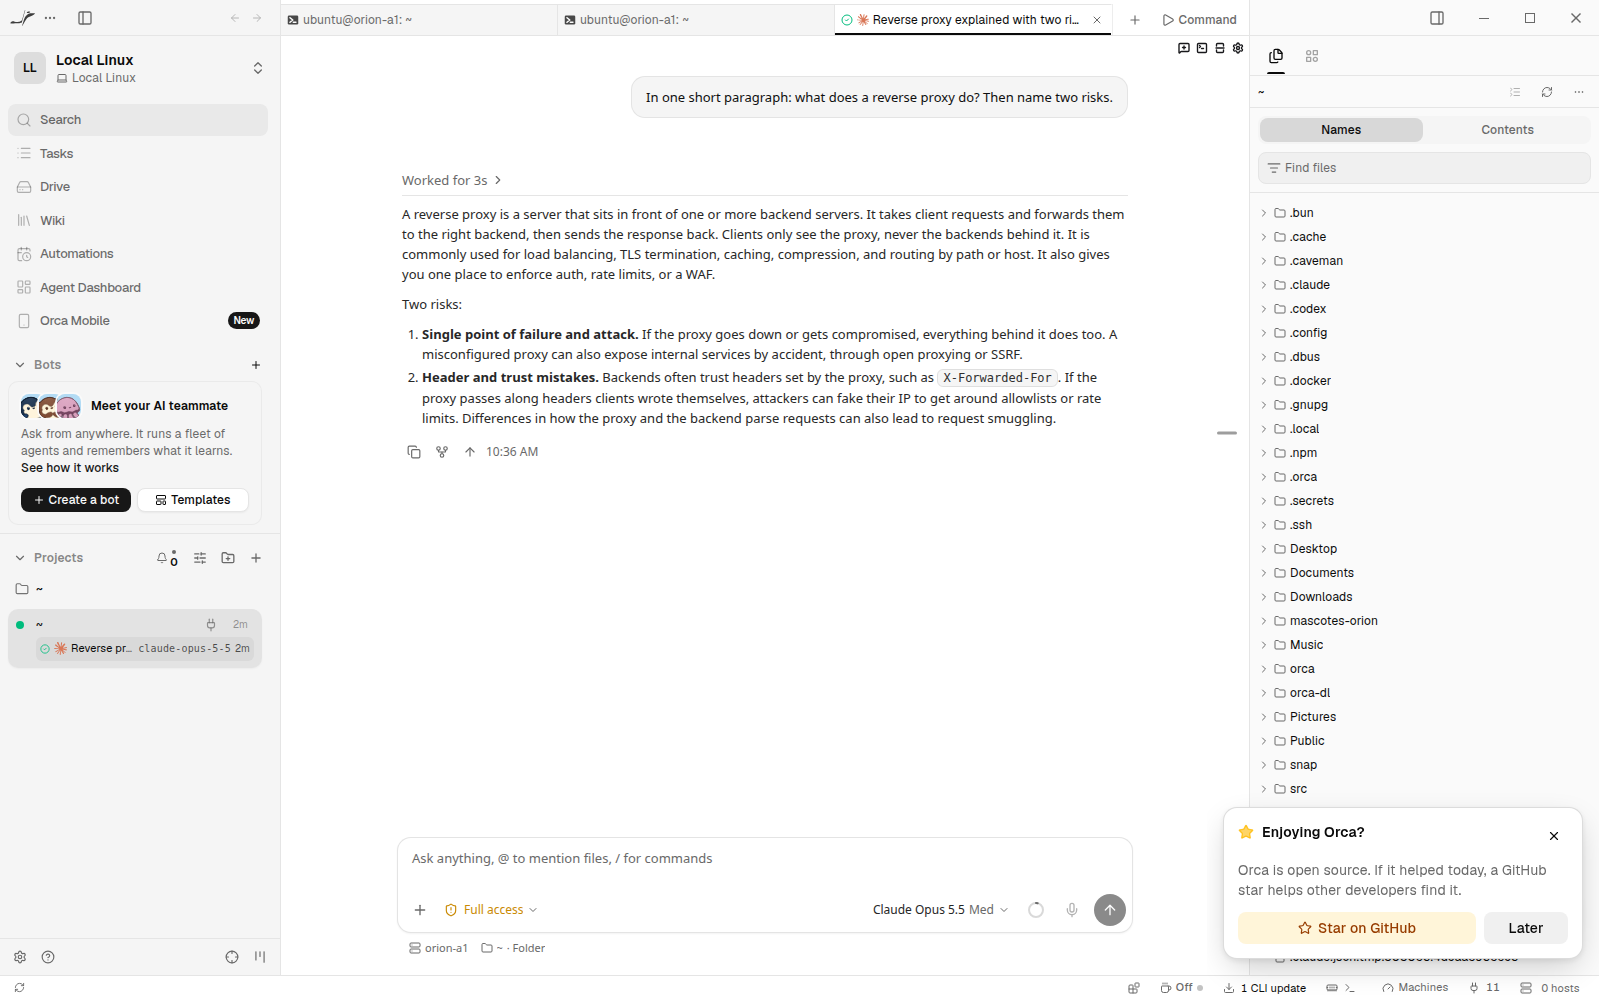 ubuntu@orion-a1: ~
ubuntu@orion-a1: ~
Reverse proxy explained with two ri...
Command
LL
Local Linux
Local Linux
Search
Tasks
Drive
Wiki
Automations
Agent Dashboard
Orca Mobile
New
Bots
Meet your AI teammate
Ask from anywhere. It runs a fleet of
agents and remembers what it learns.
See how it works
Create a bot
Templates
Projects
0
~
~
2m
Reverse pr... claude-opus-5-5 2m
In one short paragraph: what does a reverse proxy do? Then name two risks.
Worked for 3s
A reverse proxy is a server that sits in front of one or more backend servers. It takes client requests and forwards them
to the right backend, then sends the response back. Clients only see the proxy, never the backends behind it. It is
commonly used for load balancing, TLS termination, caching, compression, and routing by path or host. It also gives
you one place to enforce auth, rate limits, or a WAF.
Two risks:
1. Single point of failure and attack. If the proxy goes down or gets compromised, everything behind it does too. A
misconfigured proxy can also expose internal services by accident, through open proxying or SSRF.
2. Header and trust mistakes. Backends often trust headers set by the proxy, such as X-Forwarded-For. If the
proxy passes along headers clients wrote themselves, attackers can fake their IP to get around allowlists or rate
limits. Differences in how the proxy and the backend parse requests can also lead to request smuggling.
10:36 AM
Ask anything, @ to mention files, / for commands
Full access
Claude Opus 5.5 Med
orion-a1
~ · Folder
~
Names
Contents
Find files
.bun
.cache
.caveman
.claude
.codex
.config
.dbus
.docker
.gnupg
.local
.npm
.orca
.secrets
.ssh
Desktop
Documents
Downloads
mascotes-orion
Music
orca
orca-dl
Pictures
Public
snap
src
Enjoying Orca?
Orca is open source. If it helped today, a GitHub
star helps other developers find it.
Star on GitHub
Later
Off
1 CLI update
Machines
11
0 hosts